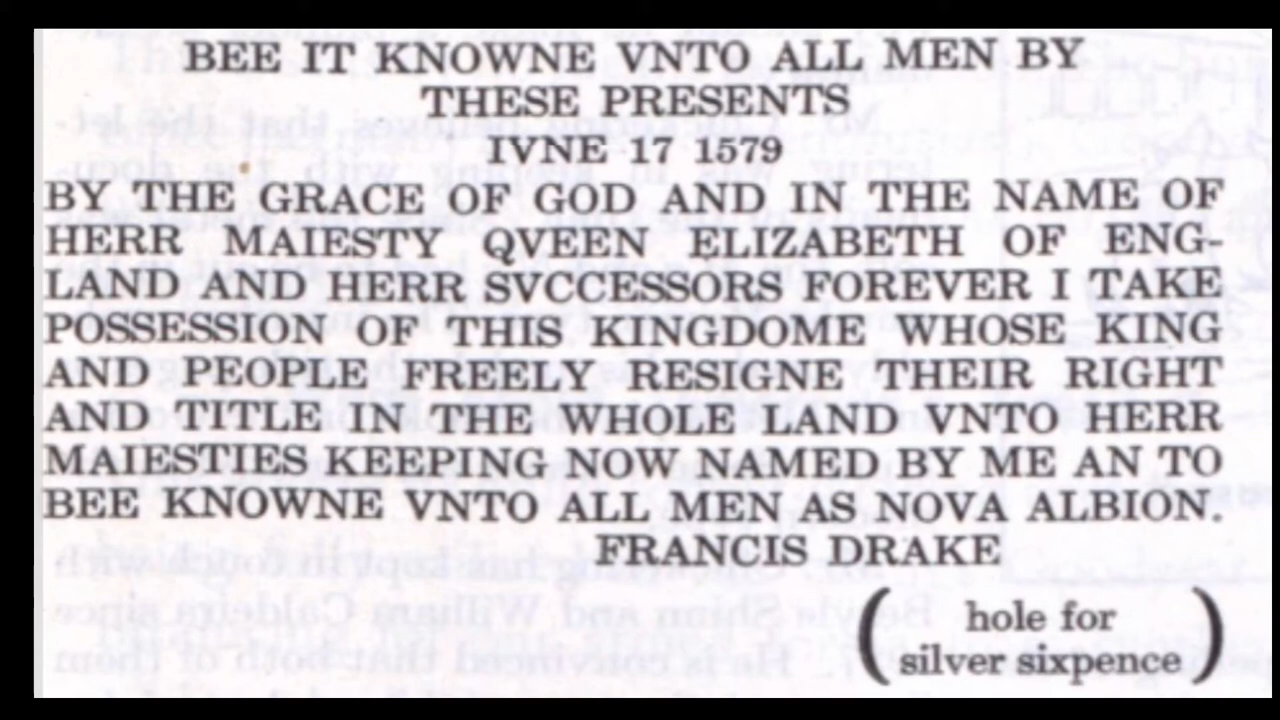 BEE IT KNOWNE VNTO ALL MEN BY
THESE PRESENTS
IVNE 17 1579
BY THE GRACE OF GOD AND IN THE NAME OF
HERR MAIESTY QVEEN ELIZABETH OF ENG-
LAND AND HERR SVCCESSORS FOREVER I TAKE
POSSESSION OF THIS KINGDOME WHOSE KING
AND PEOPLE FREELY RESIGNE THEIR RIGHT
AND TITLE IN THE WHOLE LAND VNTO HERR
MAIESTIES KEEPING NOW NAMED BY ME AN TO
BEE KNOWNE VNTO ALL MEN AS NOVA ALBION.
FRANCIS DRAKE
( hole for
silver sixpence )